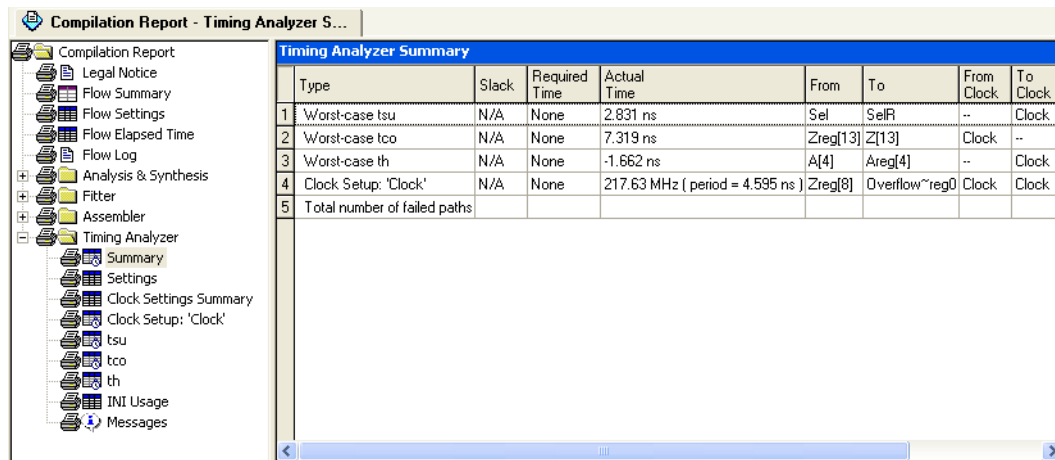 Compilation Report - Timing Analyzer S...
Compilation Report
Legal Notice
Flow Summary
Flow Settings
Flow Elapsed Time
Flow Log
Analysis & Synthesis
Fitter
Assembler
Timing Analyzer
Summary
Settings
Clock Settings Summary
Clock Setup: 'Clock'
tsu
tco
th
INI Usage
Messages
Timing Analyzer Summary
Type Slack Required Time Actual Time From To From Clock To Clock
1 Worst-case tsu N/A None 2.831 ns Sel SelR -- Clock
2 Worst-case tco N/A None 7.319 ns Zreg[13] Z[13] Clock --
3 Worst-case th N/A None -1.662 ns A[4] Areg[4] -- Clock
4 Clock Setup: 'Clock' N/A None 217.63 MHz ( period = 4.595 ns ) Zreg[8] Overflow~reg0 Clock Clock
5 Total number of failed paths